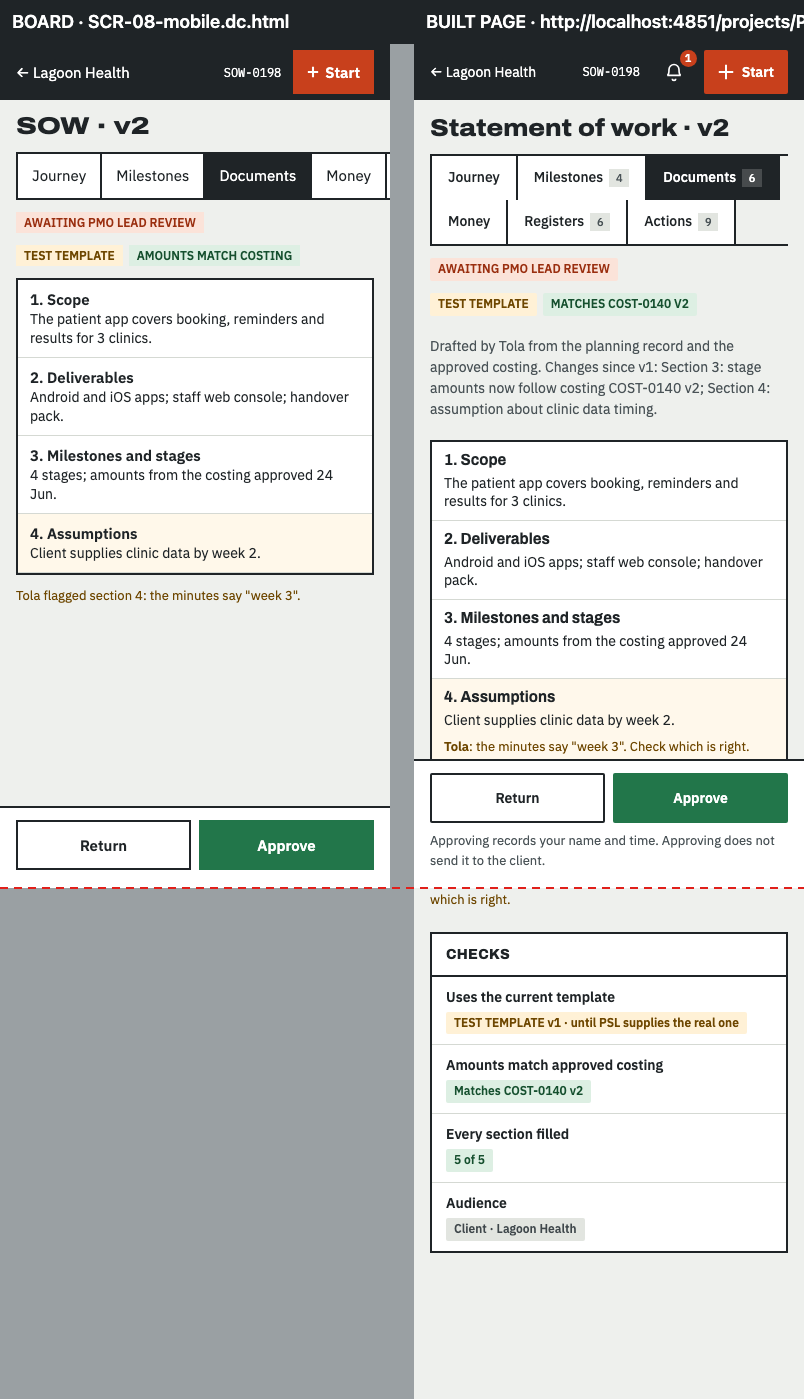 BOARD · SCR-08-mobile.dc.html
← Lagoon Health
SOW-0198
+ Start
SOW · v2
Journey
Milestones
Documents
Money
AWAITING PMO LEAD REVIEW
TEST TEMPLATE
AMOUNTS MATCH COSTING
1. Scope
The patient app covers booking, reminders and
results for 3 clinics.
2. Deliverables
Android and iOS apps; staff web console; handover
pack.
3. Milestones and stages
4 stages; amounts from the costing approved 24
Jun.
4. Assumptions
Client supplies clinic data by week 2.
Tola flagged section 4: the minutes say "week 3".
Return
Approve
BUILT PAGE · http://localhost:4851/projects/P
← Lagoon Health
SOW-0198
1
+ Start
Statement of work · v2
Journey
Milestones 4
Documents 6
Money
Registers 6
Actions 9
AWAITING PMO LEAD REVIEW
TEST TEMPLATE
MATCHES COST-0140 V2
Drafted by Tola from the planning record and the
approved costing. Changes since v1: Section 3: stage
amounts now follow costing COST-0140 v2; Section 4:
assumption about clinic data timing.
1. Scope
The patient app covers booking, reminders and
results for 3 clinics.
2. Deliverables
Android and iOS apps; staff web console; handover
pack.
3. Milestones and stages
4 stages; amounts from the costing approved 24
Jun.
4. Assumptions
Client supplies clinic data by week 2.
Tola: the minutes say "week 3". Check which is right.
Return
Approve
Approving records your name and time. Approving does not
send it to the client.
which is right.
CHECKS
Uses the current template
TEST TEMPLATE v1 · until PSL supplies the real one
Amounts match approved costing
Matches COST-0140 v2
Every section filled
5 of 5
Audience
Client · Lagoon Health